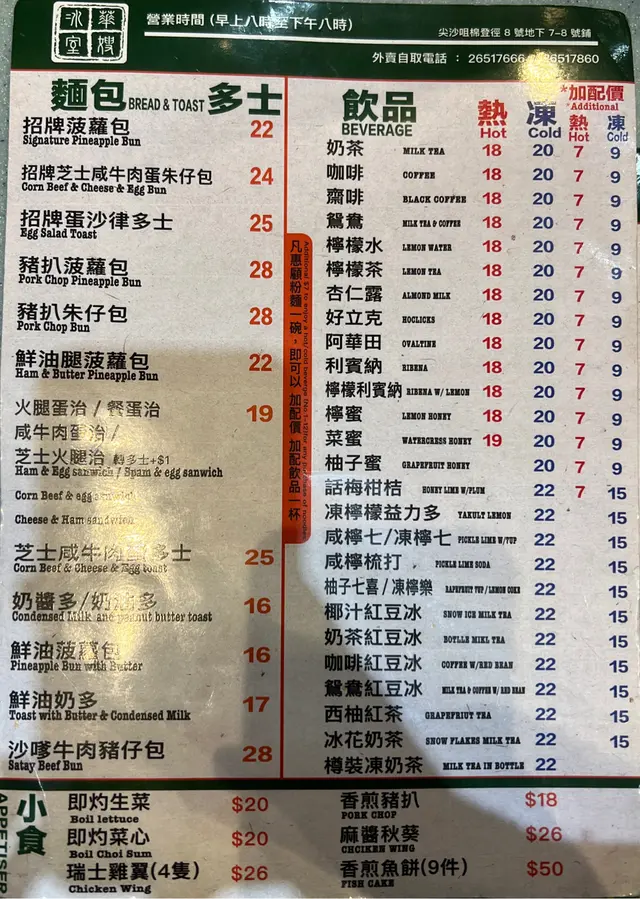 華嫂
冰室
營業時間 (早上八時至下午八時)
尖沙咀棉登徑 8 號地下 7-8 號鋪
外賣自取電話 : 26517666 26517860
麵包 BREAD & TOAST 多士
招牌菠蘿包 22
Signature Pineapple Bun
招牌芝士咸牛肉蛋朱仔包 24
Corn Beef & Cheese & Egg Bun
招牌蛋沙律多士 25
Egg Salad Toast
豬扒菠蘿包 28
Pork Chop Pineapple Bun
豬扒朱仔包 28
Pork Chop Bun
鮮油腿菠蘿包 22
Ham & Butter Pineapple Bun
火腿蛋治 / 餐蛋治 19
咸牛肉蛋治 /
芝士火腿治 轉多士+$1
Ham & Egg sanwich / Spam & egg sanwich
Corn Beef & egg sanwich
Cheese & Ham sandwich
芝士咸牛肉蛋多士 25
Corn Beef & Cheese & Egg toast
奶醬多/奶油多 16
Condensed Milk and peanut butter toast
鮮油菠蘿包 16
Pineapple Bun with Butter
鮮油奶多 17
Toast with Butter & Condensed Milk
沙嗲牛肉豬仔包 28
Satay Beef Bun
凡惠顧粉麵一碗，即可以 加配價 加配飲品一杯
飲品 熱 凍 *加配價
BEVERAGE Hot Cold *Additional
熱 凍
Hot Cold
奶茶 MILK TEA 18 20 7 9
咖啡 COFFEE 18 20 7 9
齋啡 BLACK COFFEE 18 20 7 9
鴛鴦 MILK TEA & COFFEE 18 20 7 9
檸檬水 LEMON WATER 18 20 7 9
檸檬茶 LEMON TEA 18 20 7 9
杏仁露 ALMOND MILK 18 20 7 9
好立克 HOCLICKS 18 20 7 9
阿華田 OVALTINE 18 20 7 9
利賓納 RIBENA 18 20 7 9
檸檬利賓納 RIBENA W/ LEMON 18 20 7 9
檸蜜 LEMON HONEY 18 20 7 9
菜蜜 WATERCRESS HONEY 19 20 7 9
柚子蜜 GRAPEFRUIT HONEY 20 7 9
話梅柑桔 HONEY LIME W/PLUM 22 7 15
凍檸檬益力多 YAKULT LEMON 22 15
咸檸七/凍檸七 PICKLE LIME W/7UP 22 15
咸檸梳打 PICKLE LIME SODA 22 15
柚子七喜 / 凍檸樂 RAPEFRUIT 7UP / LEMON COKE 22 15
椰汁紅豆冰 SNOW ICE MILK TEA 22 15
奶茶紅豆冰 BOTLLE MIKL TEA 22 15
咖啡紅豆冰 COFFEE W/RED BEAN 22 15
鴛鴦紅豆冰 MILK TEA & COFFEE W/ RED BEAN 22 15
西柚紅茶 GRAPEFRIUT TEA 22 15
冰花奶茶 SNOW FLAKES MILK TEA 22 15
樽裝凍奶茶 MILK TEA IN BOTTLE 22
小食
APPETISER
即灼生菜 $20
Boil lettuce
即灼菜心 $20
Boil Choi Sum
瑞士雞翼(4隻) $26
Chicken Wing
香煎豬扒 $18
PORK CHOP
麻醬秋葵 $26
CHCIKEN WING
香煎魚餅(9件) $50
FISH CAKE